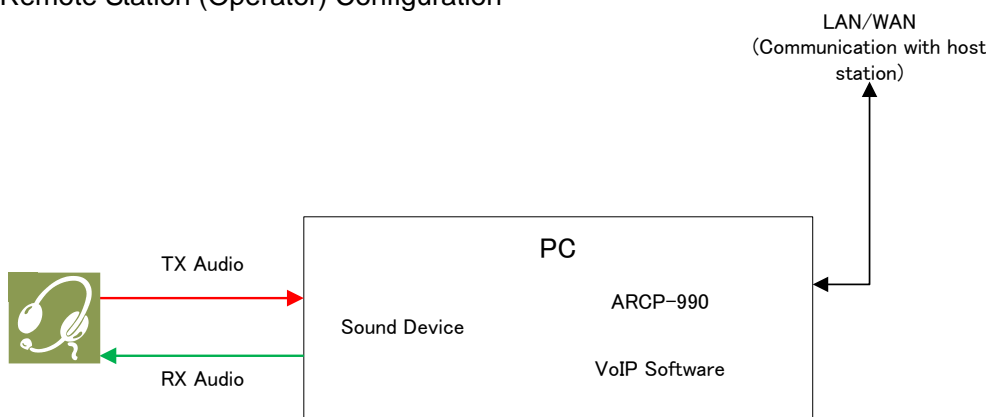 Remote Station (Operator) Configuration
LAN/WAN
(Communication with host
station)
PC
TX Audio
ARCP-990
Sound Device
VoIP Software
RX Audio